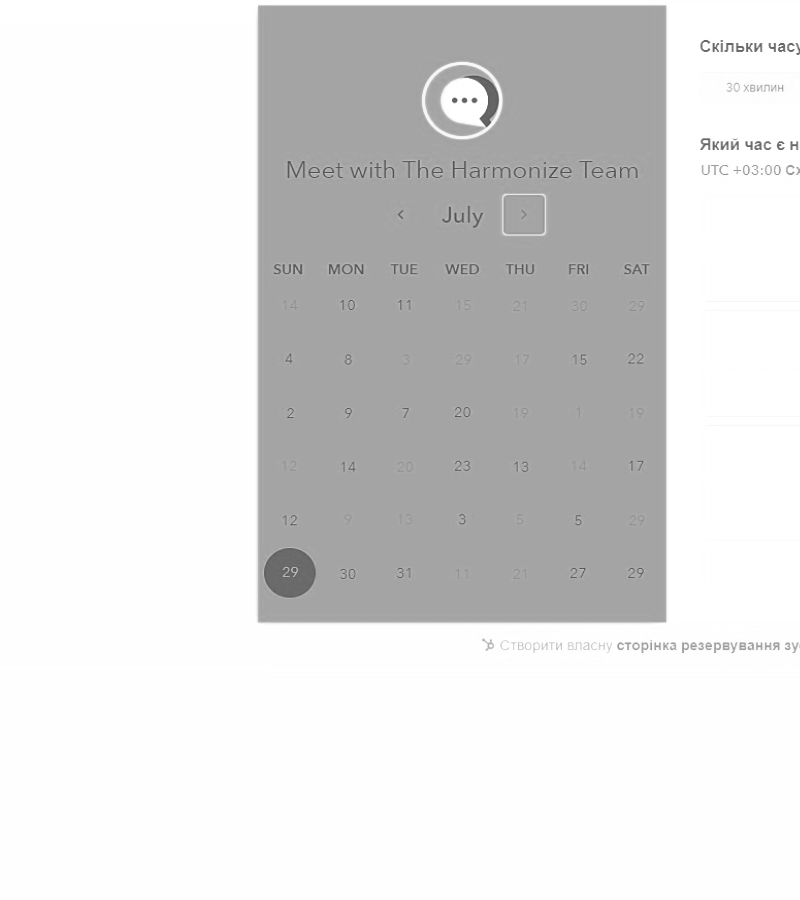 Meet with The Harmonize Team
July
SUN MON TUE WED THU FRI SAT
14 10 11 15 21 30 29
4 8 3 29 17 15 22
2 9 7 20 19 1 19
12 14 20 23 13 14 17
12 9 13 3 5 5 29
29 30 31 11 21 27 29
Скільки часу
30 хвилин
Який час є н
UTC +03:00 Сх
Створити власну сторінка резервування зу